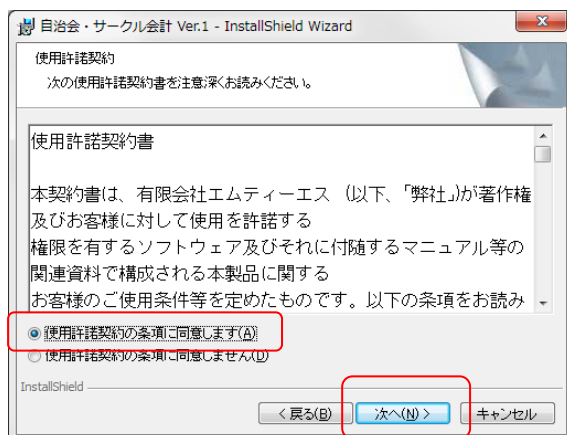 自治会・サークル会計 Ver.1 - InstallShield Wizard
使用許諾契約
次の使用許諾契約書を注意深くお読みください。
使用許諾契約書
本契約書は、有限会社エムティーエス （以下、「弊社」)が著作権
及びお客様に対して使用を許諾する
権限を有するソフトウェア及びそれに付随するマニュアル等の
関連資料で構成される本製品に関する
お客様のご使用条件等を定めたものです。以下の条項をお読み
使用許諾契約の条項に同意します(A)
使用許諾契約の条項に同意しません(D)
InstallShield
< 戻る(B)
次へ(N) >
キャンセル